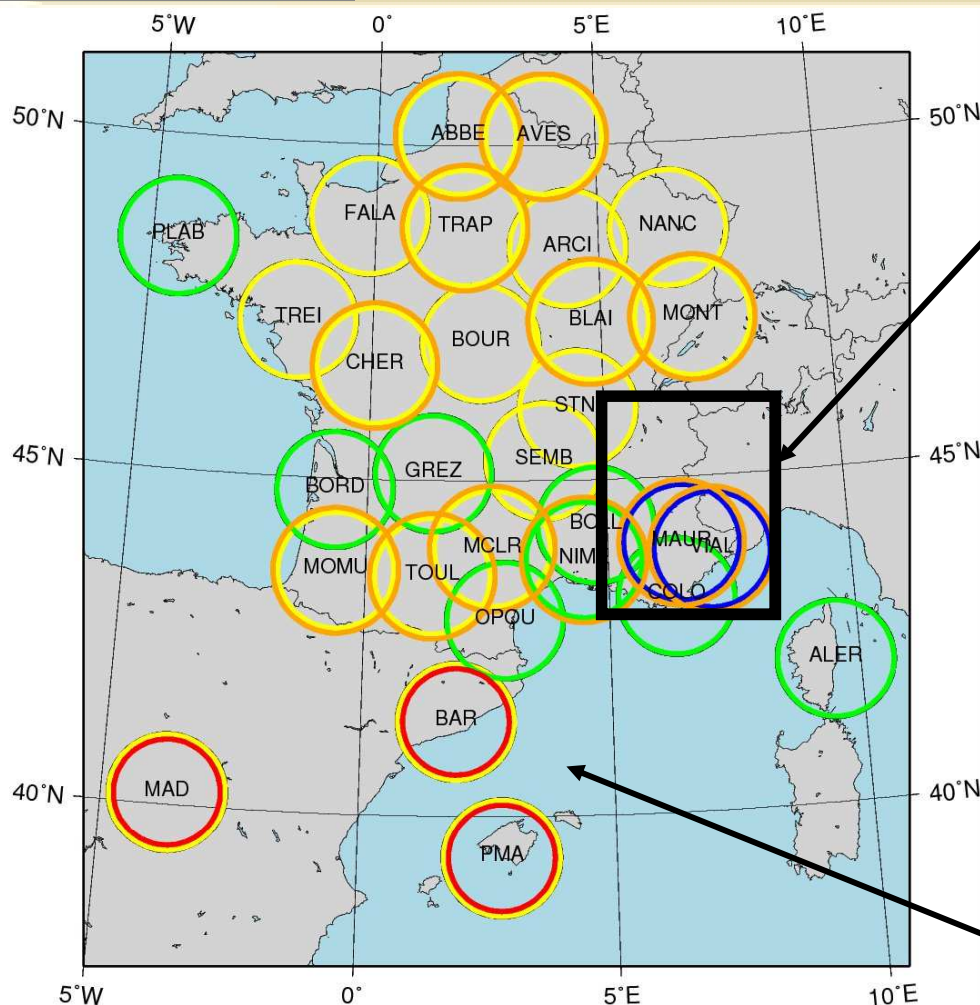 5°W 0° 5°E 10°E
50°N 50°N
ABBE AVES
FALA TRAP NANC
PLAB ARCI
TREI BLAI MONT
BOUR
CHER
STN
45°N SEMB 45°N
GREZ
BORD
BOLL
MAUR VIAL
MCLR NIM
MOMU TOUL
COLO
OPOU
ALER
BAR
MAD
40°N 40°N
PMA
5°W 0° 5°E 10°E